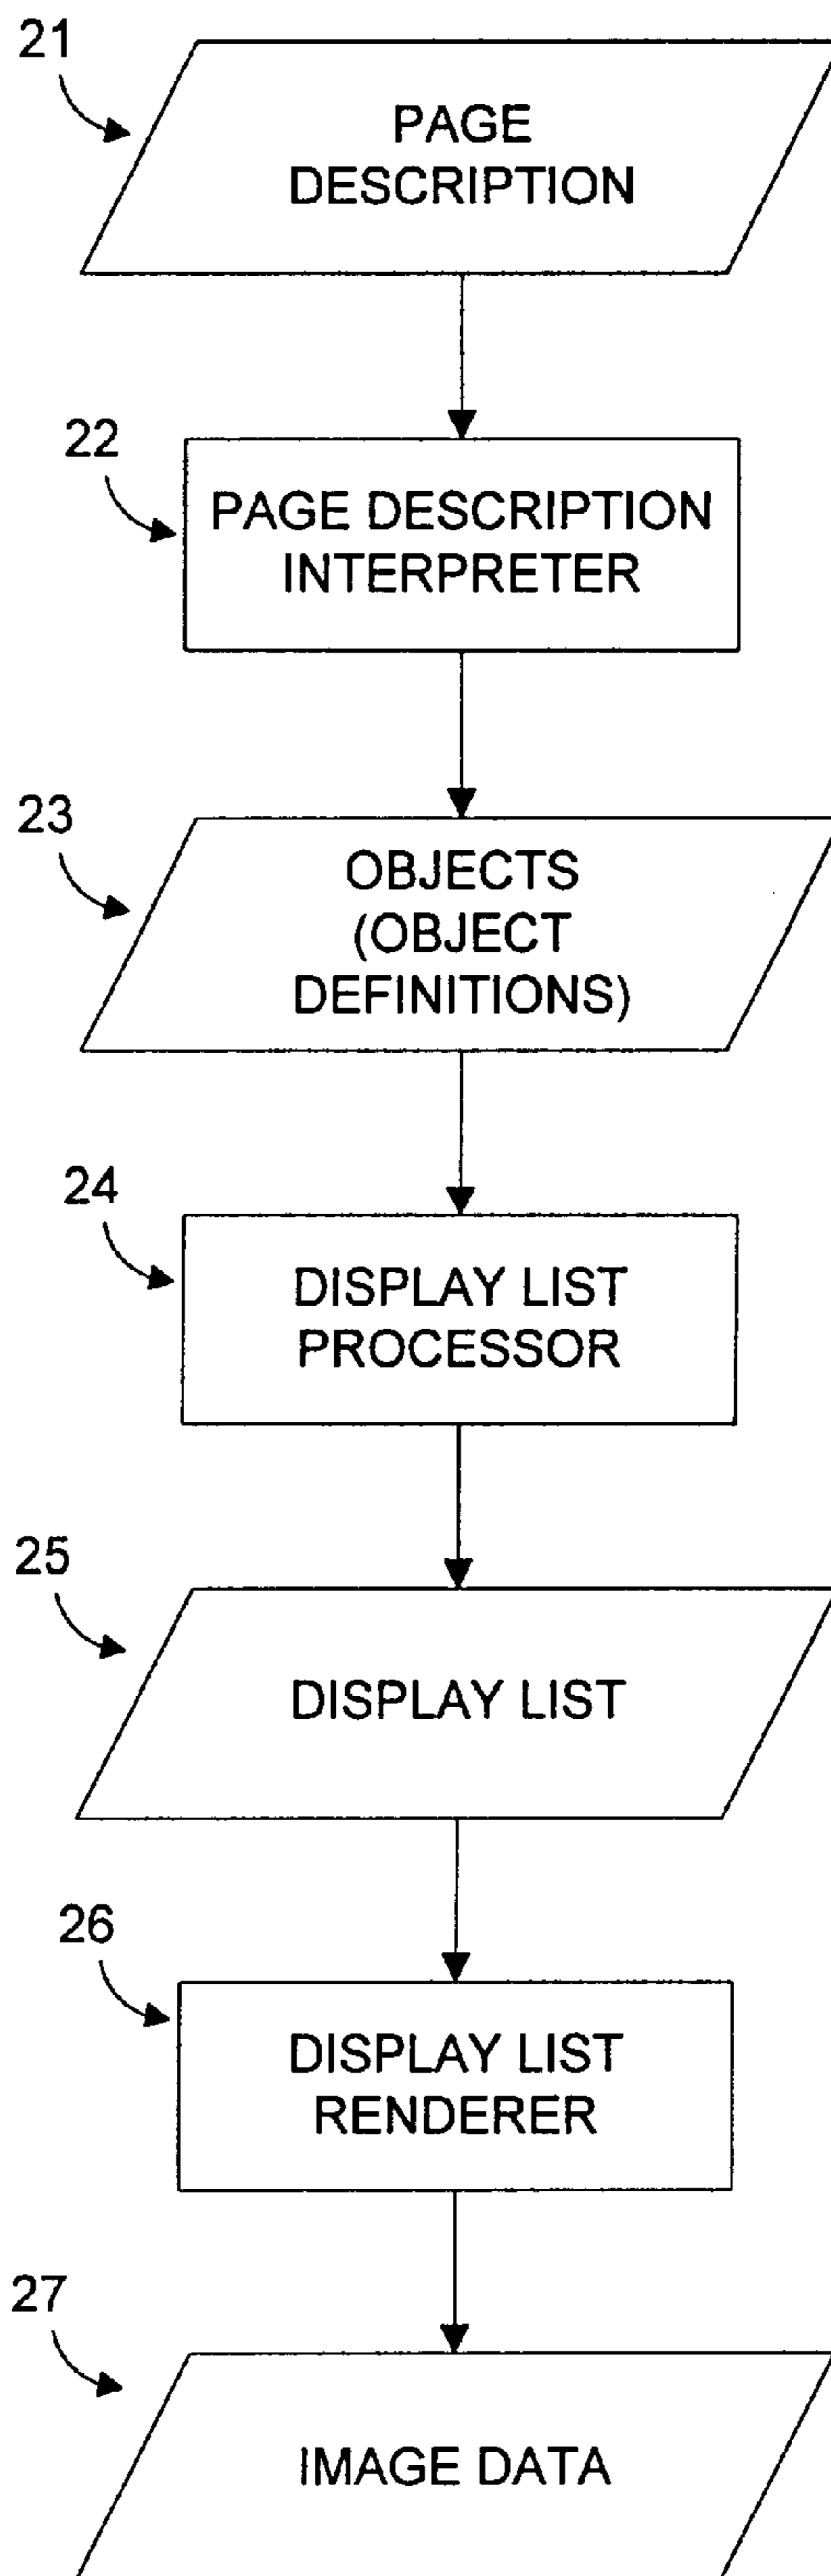 21
PAGE
DESCRIPTION
22
PAGE DESCRIPTION
INTERPRETER
23
OBJECTS
(OBJECT
DEFINITIONS)
24
DISPLAY LIST
PROCESSOR
25
DISPLAY LIST
26
DISPLAY LIST
RENDERER
27
IMAGE DATA